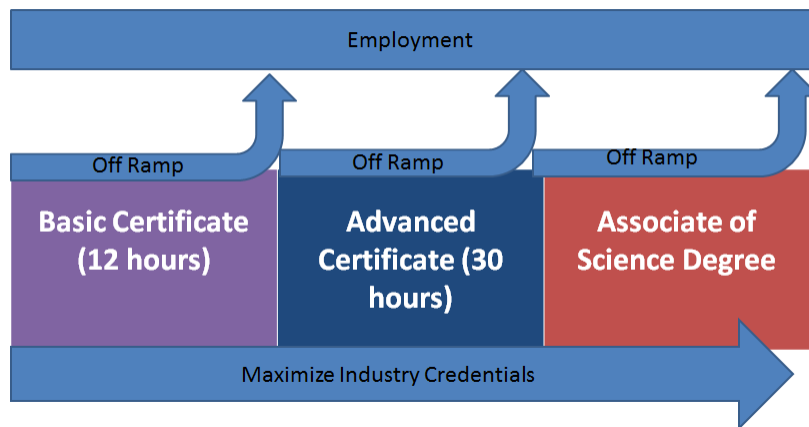 Employment
Off Ramp
Off Ramp
Off Ramp
Basic Certificate
(12 hours)
Advanced
Certificate (30
hours)
Associate of
Science Degree
Maximize Industry Credentials